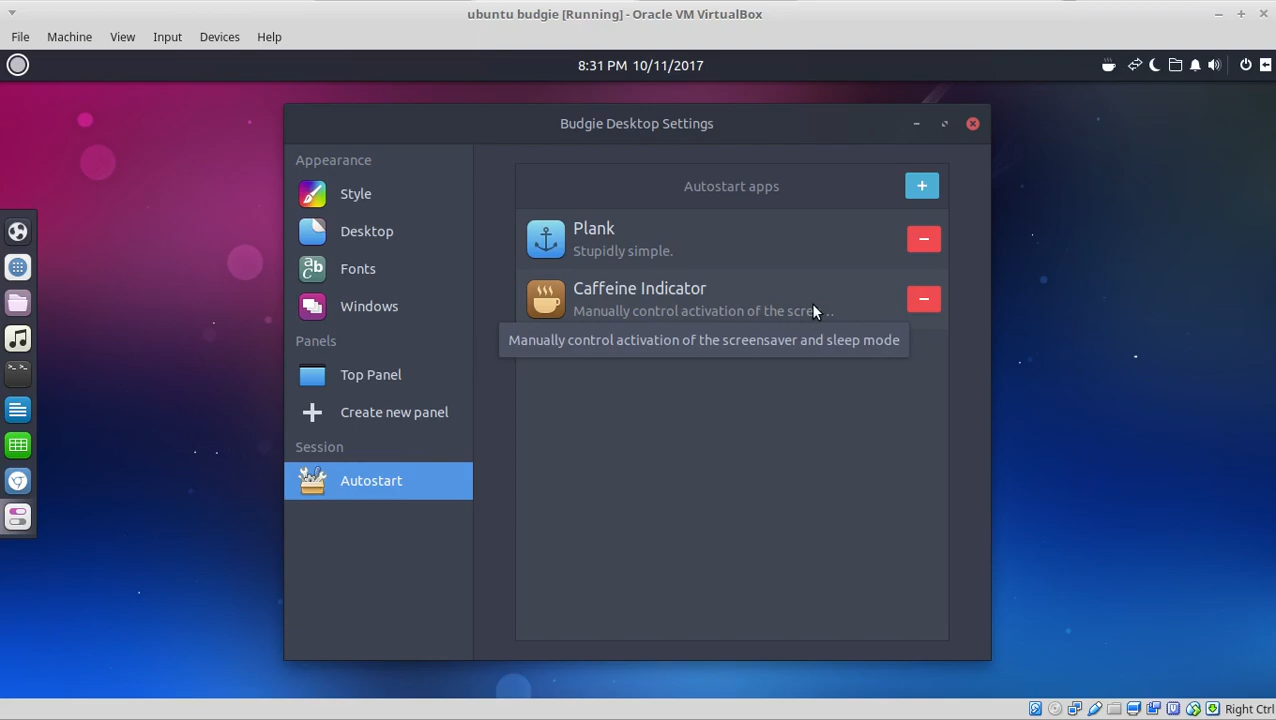 ubuntu budgie [Running] - Oracle VM VirtualBox
File Machine View Input Devices Help
8:31 PM 10/11/2017
Budgie Desktop Settings
Appearance
Style
Desktop
abc Fonts
Windows
Panels
Top Panel
Create new panel
Session
Autostart
Autostart apps
+
Plank
Stupidly simple.
−
Caffeine Indicator
Manually control activation of the scre…
−
Manually control activation of the screensaver and sleep mode
Right Ctrl